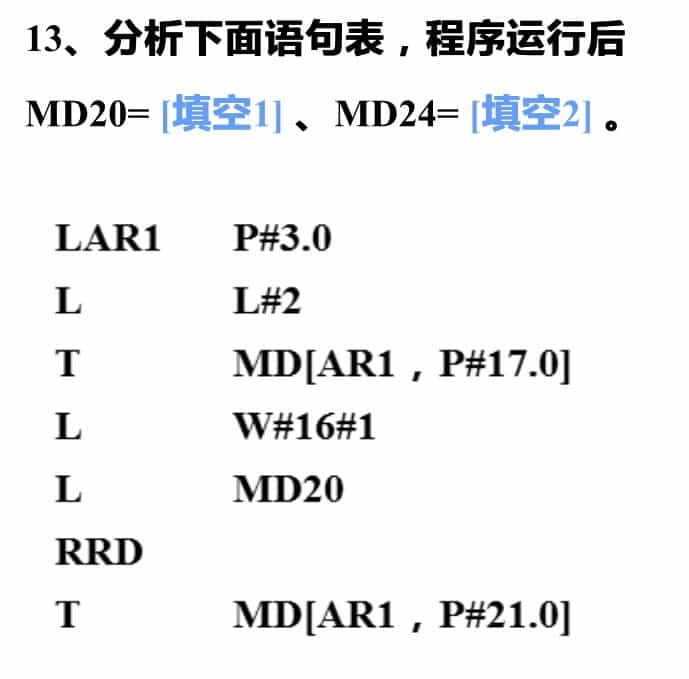 13、分析下面语句表，程序运行后
MD20= [填空1] 、MD24= [填空2] 。
LAR1 P#3.0
L L#2
T MD[AR1，P#17.0]
L W#16#1
L MD20
RRD
T MD[AR1，P#21.0]